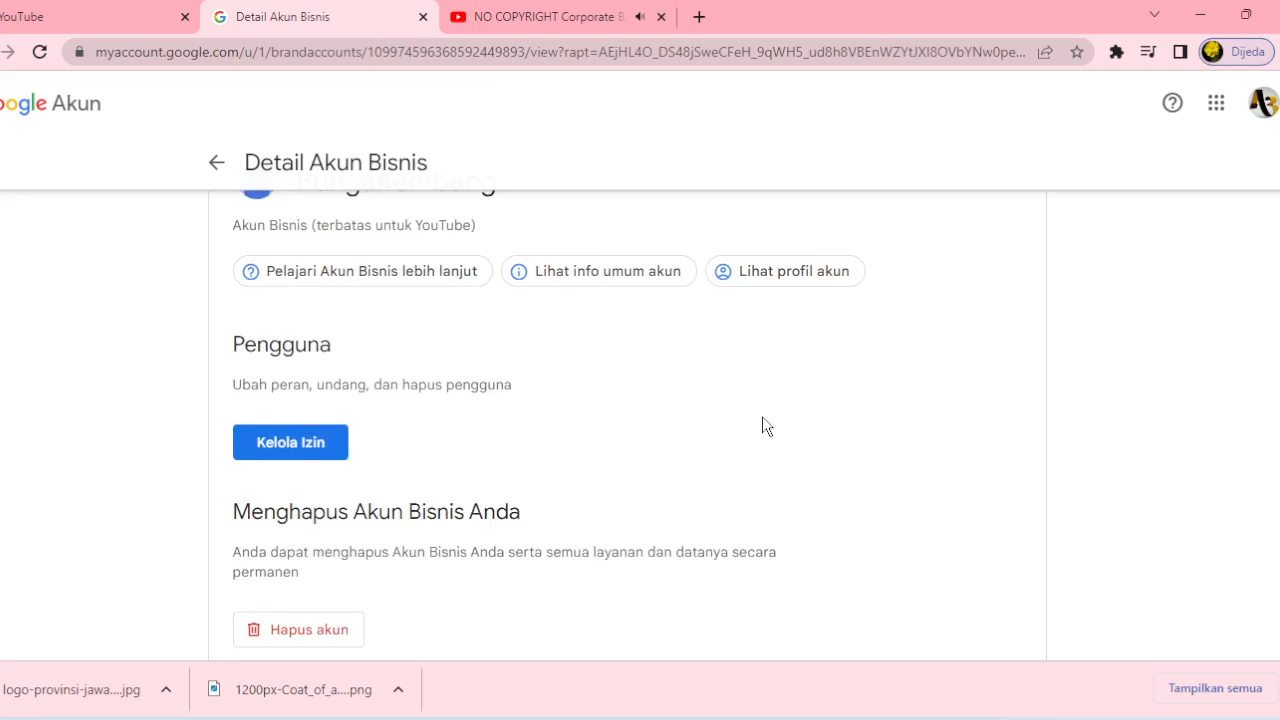 YouTube
Detail Akun Bisnis
NO COPYRIGHT Corporate B
myaccount.google.com/u/1/brandaccounts/109974596368592449893/view?rapt=AEjHL4O_DS48jSweCFeH_9qWH5_ud8h8VBEnWZYtJXI8OVbYNw0pe...
Dijeda
oogle Akun
Detail Akun Bisnis
Akun Bisnis (terbatas untuk YouTube)
Pelajari Akun Bisnis lebih lanjut
Lihat info umum akun
Lihat profil akun
Pengguna
Ubah peran, undang, dan hapus pengguna
Kelola Izin
Menghapus Akun Bisnis Anda
Anda dapat menghapus Akun Bisnis Anda serta semua layanan dan datanya secara
permanen
Hapus akun
logo-provinsi-jawa....jpg
1200px-Coat_of_a....png
Tampilkan semua